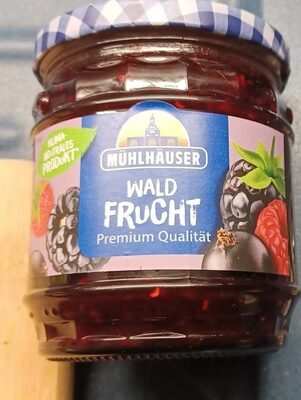 KLIMA-
NEUTRALES
PRODUKT*
MÜHLHÄUSER
WALD
FRUCHT
Premium Qualität